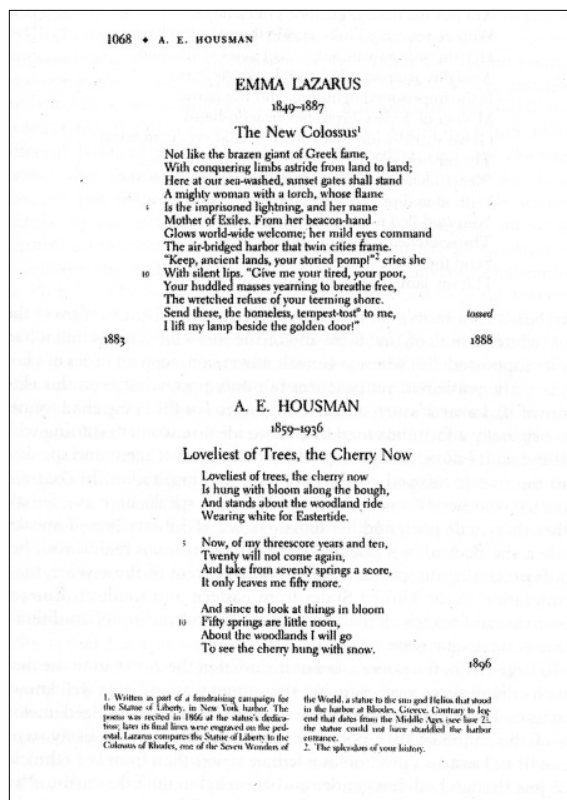 1068 ✦ A. E. HOUSMAN
EMMA LAZARUS
1849–1887
The New Colossus¹
Not like the brazen giant of Greek fame,
With conquering limbs astride from land to land;
Here at our sea-washed, sunset gates shall stand
A mighty woman with a torch, whose flame
5 Is the imprisoned lightning, and her name
Mother of Exiles. From her beacon-hand
Glows world-wide welcome; her mild eyes command
The air-bridged harbor that twin cities frame.
“Keep, ancient lands, your storied pomp!”² cries she
10 With silent lips. “Give me your tired, your poor,
Your huddled masses yearning to breathe free,
The wretched refuse of your teeming shore.
Send these, the homeless, tempest-tost° to me, tossed
I lift my lamp beside the golden door!”
1883 1888
A. E. HOUSMAN
1859–1936
Loveliest of Trees, the Cherry Now
Loveliest of trees, the cherry now
Is hung with bloom along the bough,
And stands about the woodland ride
Wearing white for Eastertide.
5 Now, of my threescore years and ten,
Twenty will not come again,
And take from seventy springs a score,
It only leaves me fifty more.
And since to look at things in bloom
10 Fifty springs are little room,
About the woodlands I will go
To see the cherry hung with snow.
1896
1. Written as part of a fundraising campaign for
the Statue of Liberty, in New York harbor. The
poem was recited in 1866 at the statue's dedica-
tion; later its final lines were engraved on the ped-
estal. Lazarus compares the Statue of Liberty to the
Colossus of Rhodes, one of the Seven Wonders of
the World, a statue to the sun god Helios that stood
in the harbor at Rhodes, Greece. Contrary to leg-
end that dates from the Middle Ages (see line 2),
the statue could not have straddled the harbor
entrance.
2. The splendors of your history.